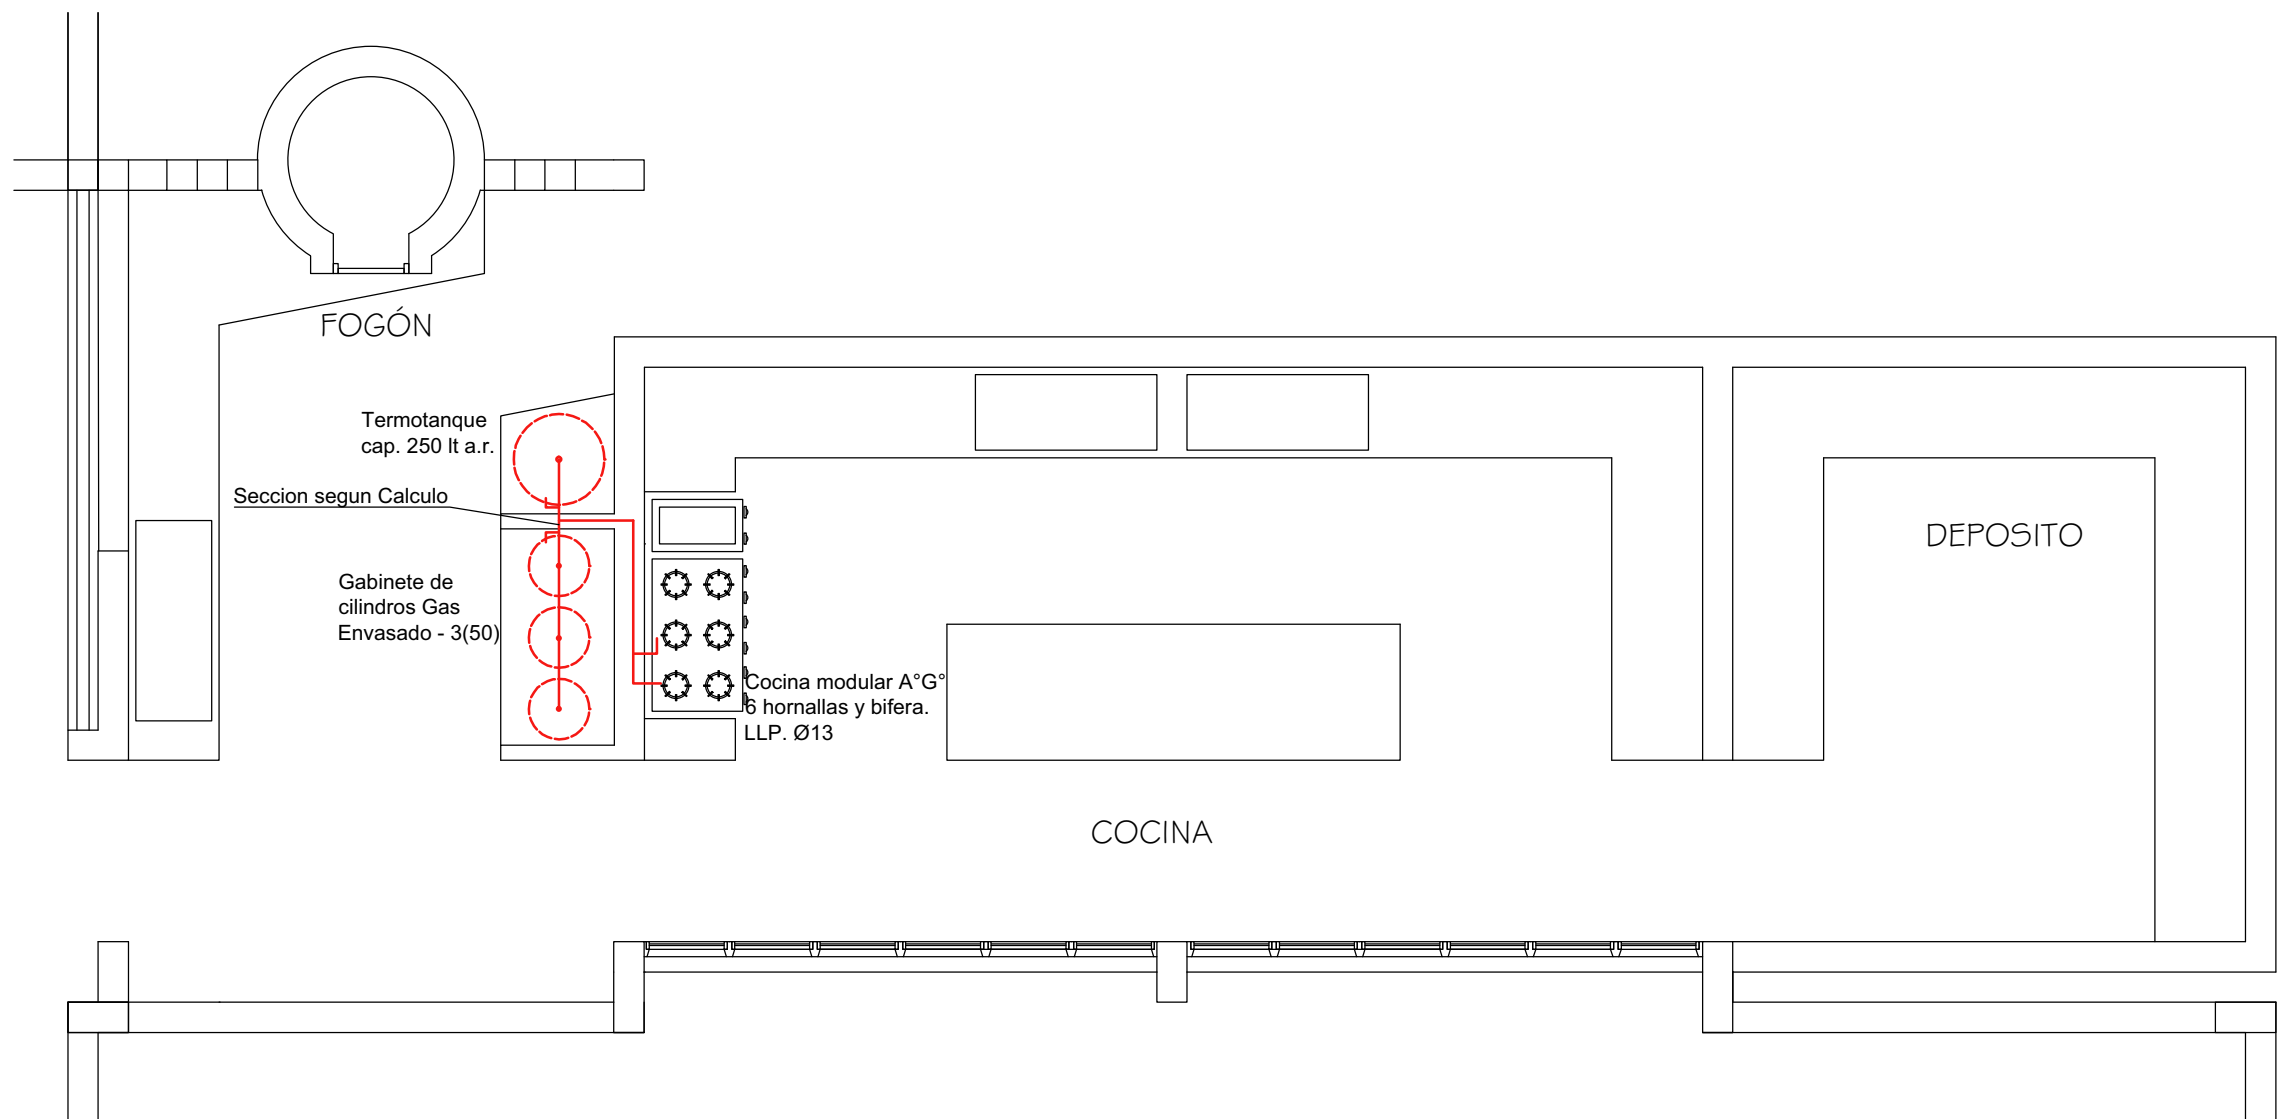 FOGÓN
Termotanque
cap. 250 lt a.r.
Seccion segun Calculo
DEPOSITO
Gabinete de
cilindros Gas
Envasado - 3(50)
Cocina modular A°G°
6 hornallas y bifera.
LLP. Ø13
COCINA